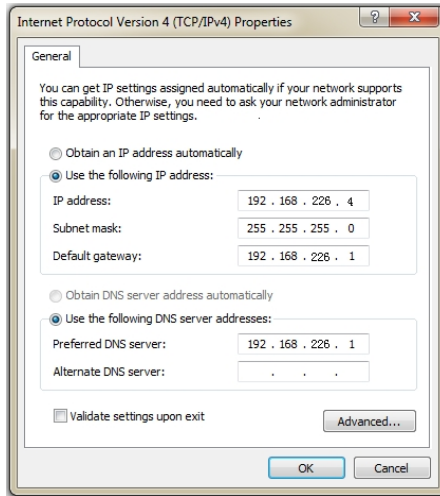 Internet Protocol Version 4 (TCP/IPv4) Properties
General
You can get IP settings assigned automatically if your network supports
this capability. Otherwise, you need to ask your network administrator
for the appropriate IP settings.
Obtain an IP address automatically
Use the following IP address:
IP address: 192 . 168 . 226 . 4
Subnet mask: 255 . 255 . 255 . 0
Default gateway: 192 . 168 . 226 . 1
Obtain DNS server address automatically
Use the following DNS server addresses:
Preferred DNS server: 192 . 168 . 226 . 1
Alternate DNS server: . . .
Validate settings upon exit
Advanced...
OK Cancel